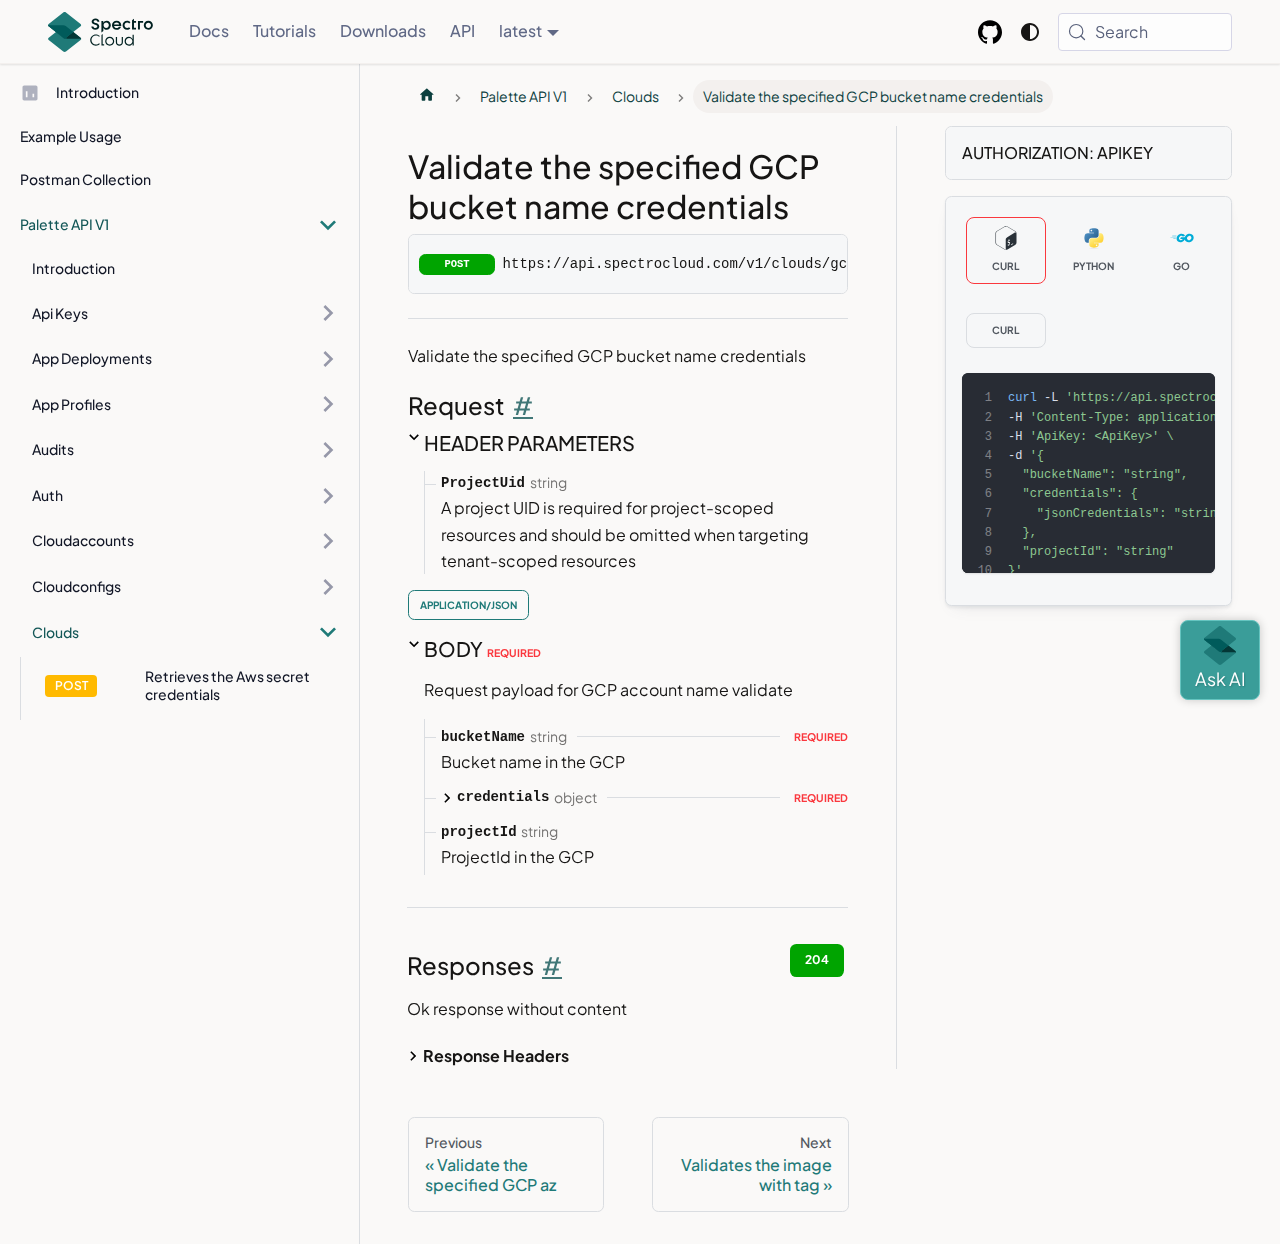 Spectro
Cloud
Docs
Tutorials
Downloads
API
latest
Search
Introduction
Example Usage
Postman Collection
Palette API V1
Introduction
Api Keys
App Deployments
App Profiles
Audits
Auth
Cloudaccounts
Cloudconfigs
Clouds
POST
Retrieves the Aws secret
credentials
Palette API V1
Clouds
Validate the specified GCP bucket name credentials
Validate the specified GCP
bucket name credentials
POST https://api.spectrocloud.com/v1/clouds/gc
Validate the specified GCP bucket name credentials
Request #
HEADER PARAMETERS
ProjectUid string
A project UID is required for project-scoped
resources and should be omitted when targeting
tenant-scoped resources
APPLICATION/JSON
BODY REQUIRED
Request payload for GCP account name validate
bucketName string REQUIRED
Bucket name in the GCP
credentials object REQUIRED
projectId string
ProjectId in the GCP
Responses #
204
Ok response without content
Response Headers
Previous
« Validate the
specified GCP az
Next
Validates the image
with tag »
AUTHORIZATION: APIKEY
CURL
PYTHON
GO
CURL
1 curl -L 'https://api.spectroc
2 -H 'Content-Type: application
3 -H 'ApiKey: <ApiKey>' \
4 -d '{
5 "bucketName": "string",
6 "credentials": {
7 "jsonCredentials": "strin
8 },
9 "projectId": "string"
10 }'
Ask AI